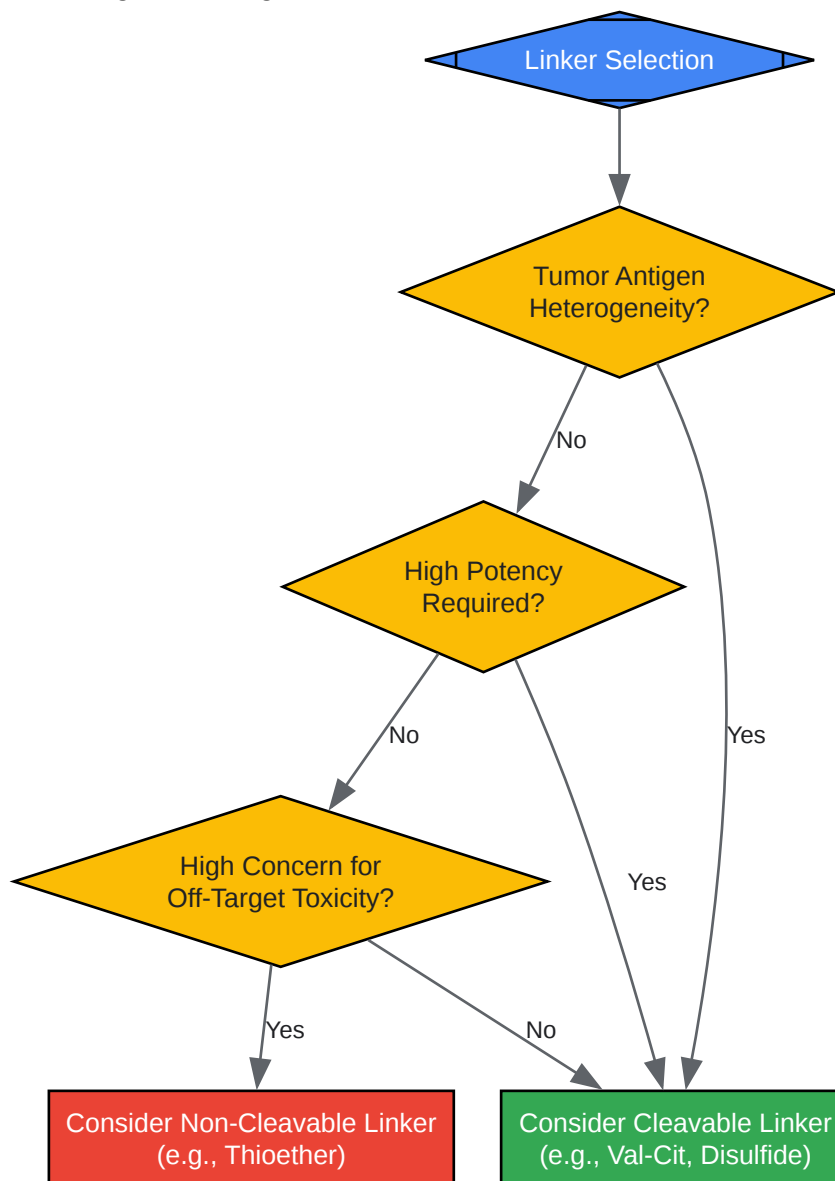 Linker Selection
Tumor Antigen
Heterogeneity?
No
High Potency
Required?
Yes
No
High Concern for
Off-Target Toxicity?
Yes
Yes
No
Consider Non-Cleavable Linker
(e.g., Thioether)
Consider Cleavable Linker
(e.g., Val-Cit, Disulfide)